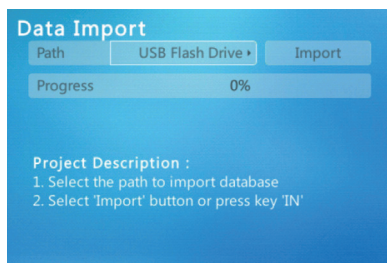 Data Import
Path USB Flash Drive Import
Progress 0%
Project Description :
1. Select the path to import database
2. Select 'Import' button or press key 'IN'